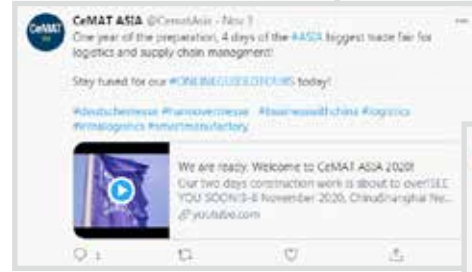 CeMAT ASIA @CematAsia · Nov 3
One year of the preparation, 4 days of the #ASIA biggest trade fair for
logistics and supply chain managment!
Stay tuned for our #ONLINEGUIDEDTOURS today!
#deutschemesse #hannovermesse #businesswithchina #logistics
#intralogistics #smartmanufactory
We are ready. Welcome to CeMAT ASIA 2020!
Our two days construction work is about to over!SEE
YOU SOON!3-6 November 2020, China·Shanghai Ne...
youtube.com
1